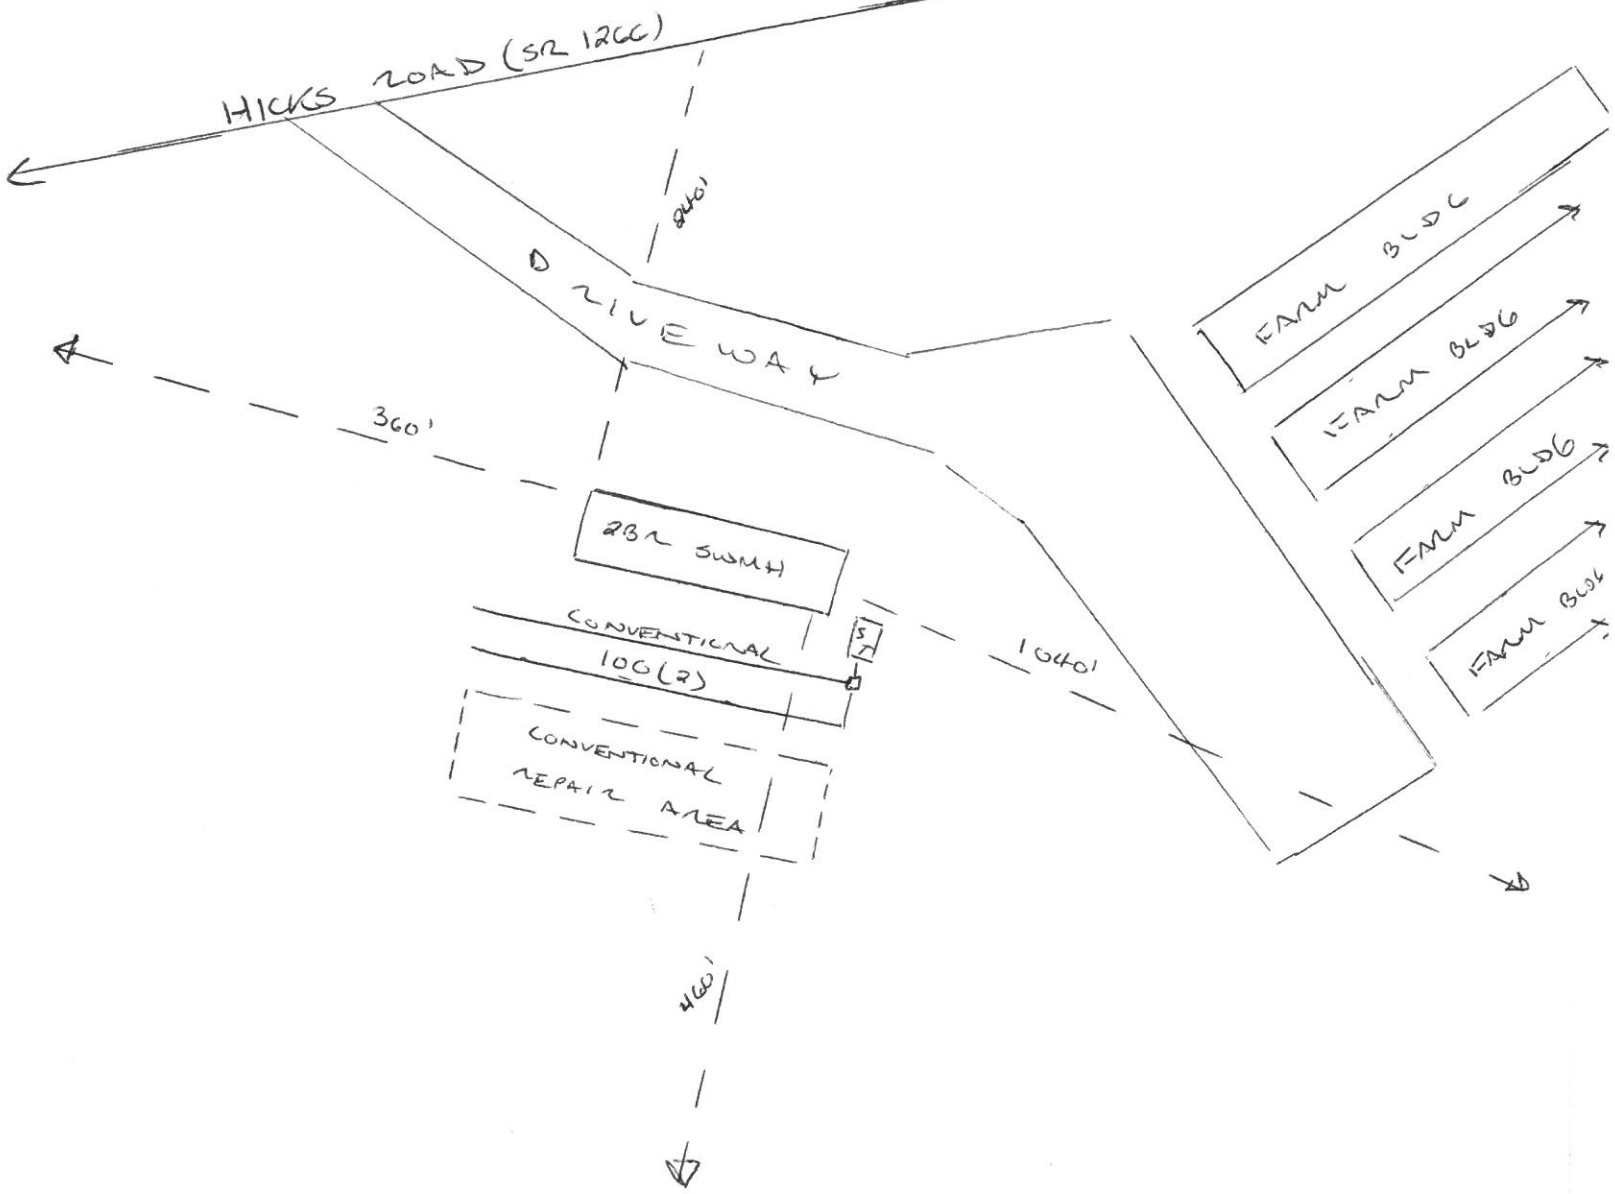 HICKS ROAD (SR 1266)
240'
DRIVEWAY
360'
2BR SWMH
CONVENTIONAL
100(2)
ST
1040'
CONVENTIONAL
REPAIR AREA
460'
FARM BLDG
FARM BLDG
FARM BLDG
FARM BLDG